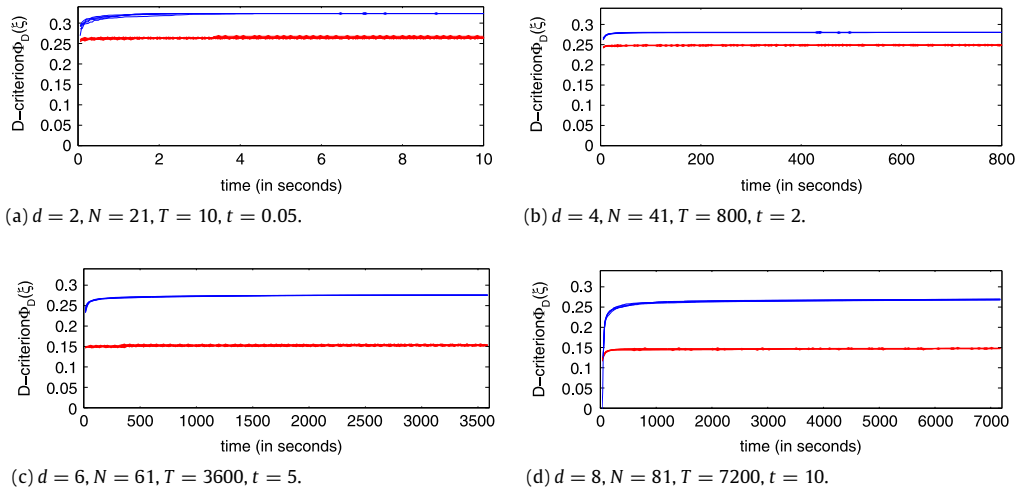 D−criterionΦ_D(ξ)
0.3
0.25
0.2
0.15
0.1
0.05
0
0 2 4 6 8 10
time (in seconds)
(a) d = 2, N = 21, T = 10, t = 0.05.
D−criterionΦ_D(ξ)
0.3
0.25
0.2
0.15
0.1
0.05
0
0 200 400 600 800
time (in seconds)
(b) d = 4, N = 41, T = 800, t = 2.
D−criterionΦ_D(ξ)
0.3
0.25
0.2
0.15
0.1
0.05
0
0 500 1000 1500 2000 2500 3000 3500
time (in seconds)
(c) d = 6, N = 61, T = 3600, t = 5.
D−criterionΦ_D(ξ)
0.3
0.25
0.2
0.15
0.1
0.05
0
0 1000 2000 3000 4000 5000 6000 7000
time (in seconds)
(d) d = 8, N = 81, T = 7200, t = 10.